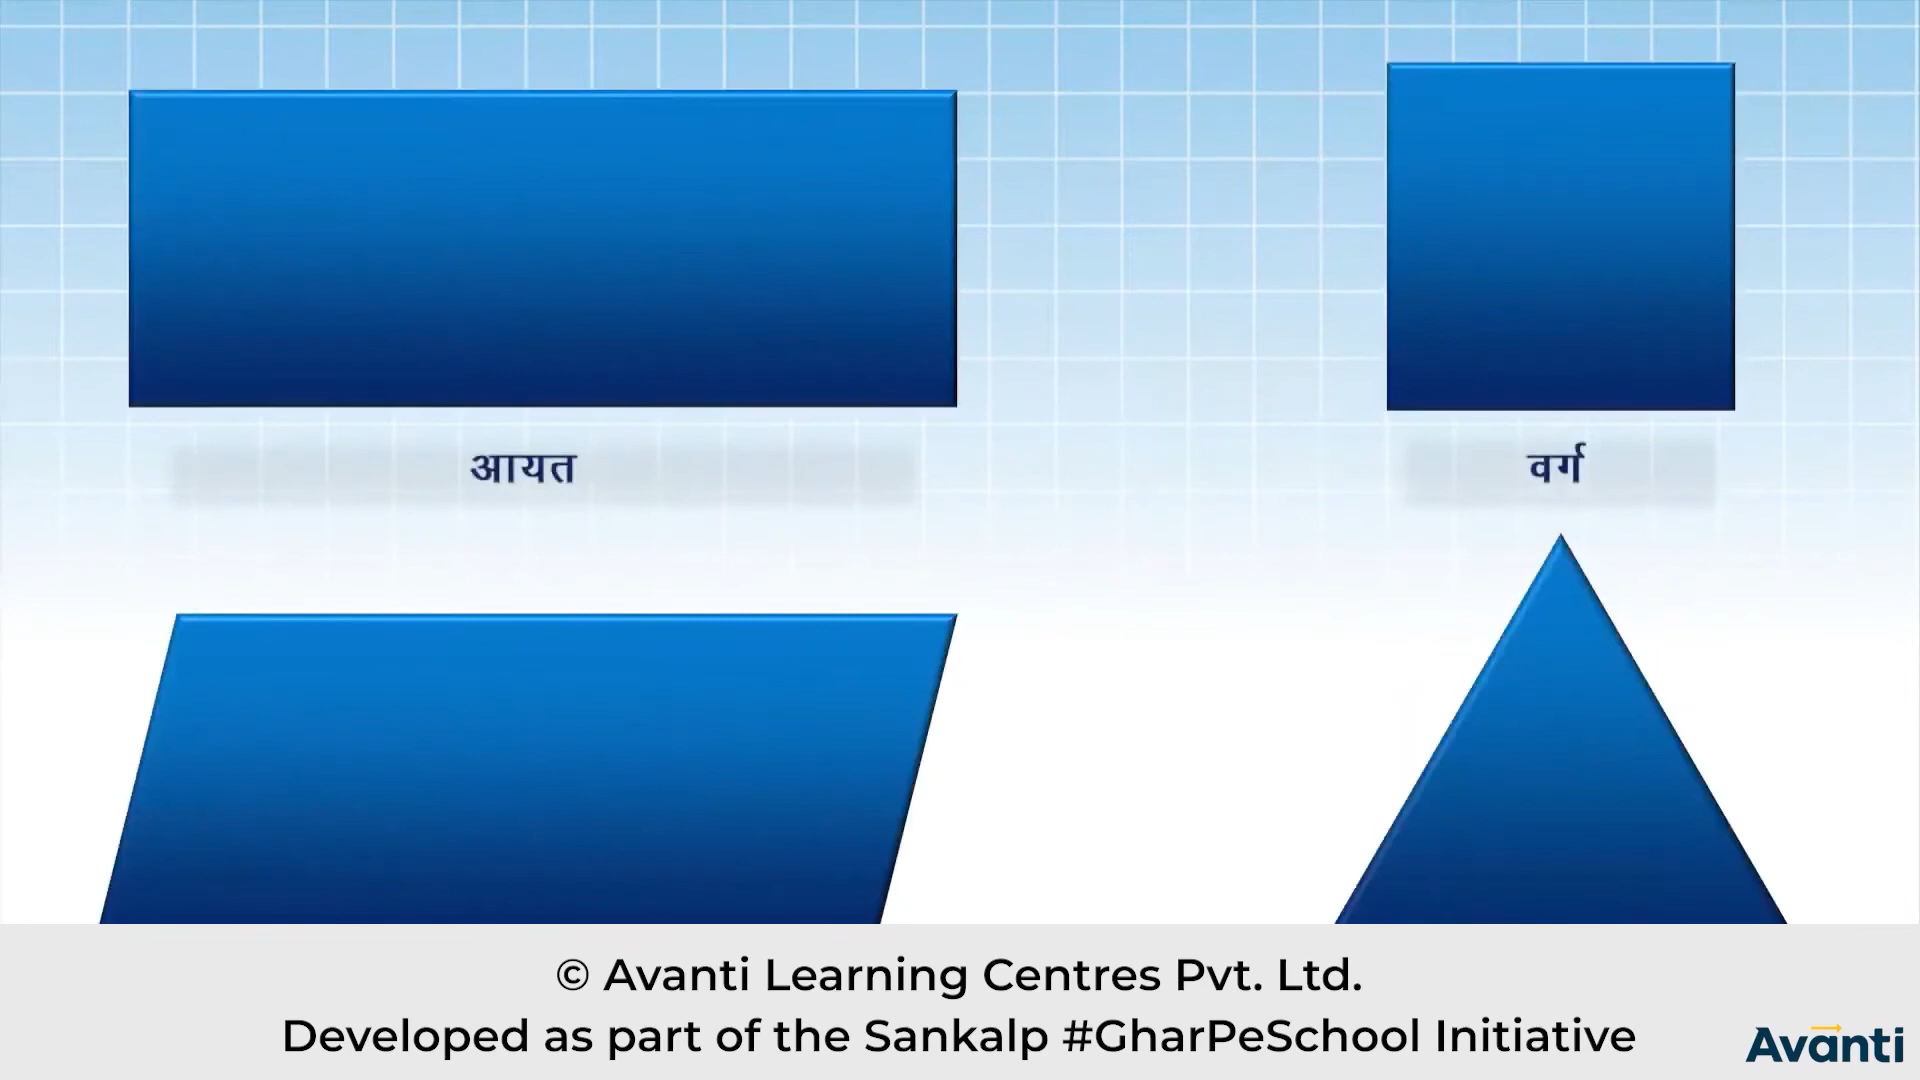 आयत
वर्ग
© Avanti Learning Centres Pvt. Ltd.
Developed as part of the Sankalp #GharPeSchool Initiative
Avanti